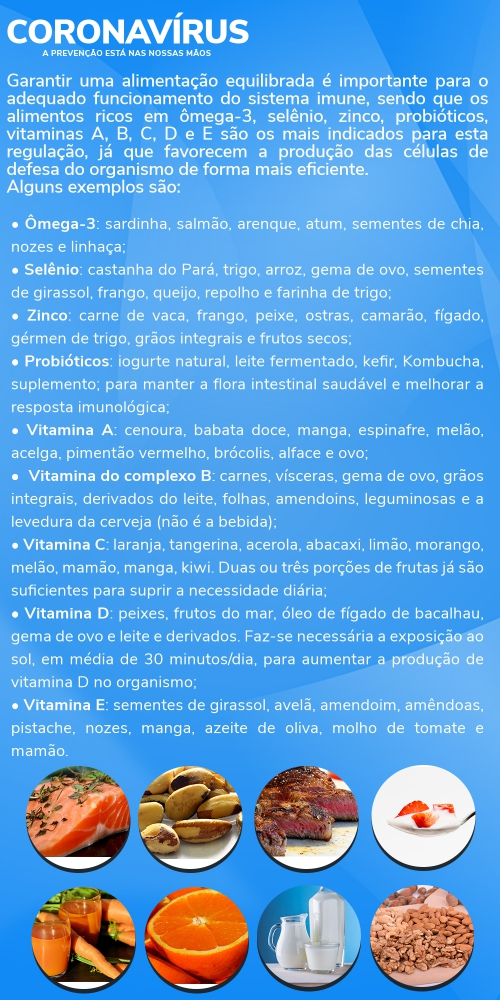 CORONAVÍRUS
A PREVENÇÃO ESTÁ NAS NOSSAS MÃOS
Garantir uma alimentação equilibrada é importante para o
adequado funcionamento do sistema imune, sendo que os
alimentos ricos em ômega-3, selênio, zinco, probióticos,
vitaminas A, B, C, D e E são os mais indicados para esta
regulação, já que favorecem a produção das células de
defesa do organismo de forma mais eficiente.
Alguns exemplos são:
• Ômega-3: sardinha, salmão, arenque, atum, sementes de chia,
nozes e linhaça;
• Selênio: castanha do Pará, trigo, arroz, gema de ovo, sementes
de girassol, frango, queijo, repolho e farinha de trigo;
• Zinco: carne de vaca, frango, peixe, ostras, camarão, fígado,
gérmen de trigo, grãos integrais e frutos secos;
• Probióticos: iogurte natural, leite fermentado, kefir, Kombucha,
suplemento; para manter a flora intestinal saudável e melhorar a
resposta imunológica;
• Vitamina A: cenoura, babata doce, manga, espinafre, melão,
acelga, pimentão vermelho, brócolis, alface e ovo;
• Vitamina do complexo B: carnes, vísceras, gema de ovo, grãos
integrais, derivados do leite, folhas, amendoins, leguminosas e a
levedura da cerveja (não é a bebida);
• Vitamina C: laranja, tangerina, acerola, abacaxi, limão, morango,
melão, mamão, manga, kiwi. Duas ou três porções de frutas já são
suficientes para suprir a necessidade diária;
• Vitamina D: peixes, frutos do mar, óleo de fígado de bacalhau,
gema de ovo e leite e derivados. Faz-se necessária a exposição ao
sol, em média de 30 minutos/dia, para aumentar a produção de
vitamina D no organismo;
• Vitamina E: sementes de girassol, avelã, amendoim, amêndoas,
pistache, nozes, manga, azeite de oliva, molho de tomate e
mamão.